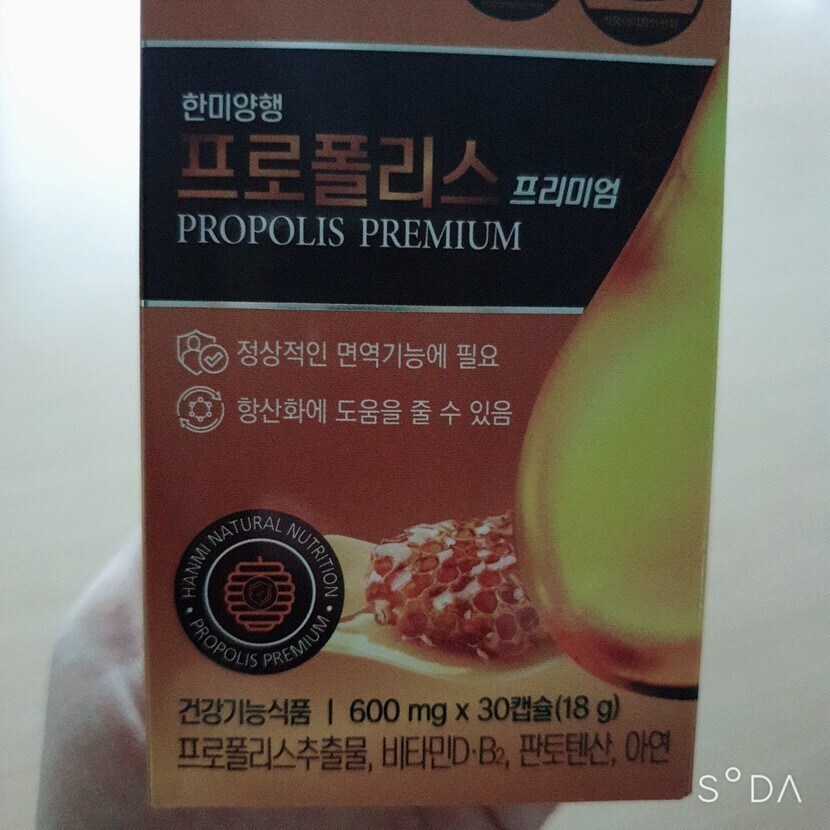 한미양행
프로폴리스 프리미엄
PROPOLIS PREMIUM
정상적인 면역기능에 필요
항산화에 도움을 줄 수 있음
HANMI NATURAL NUTRITION
PROPOLIS PREMIUM
건강기능식품 | 600 mg x 30캡슐(18 g)
프로폴리스추출물, 비타민D·B₂, 판토텐산, 아연
S°DA